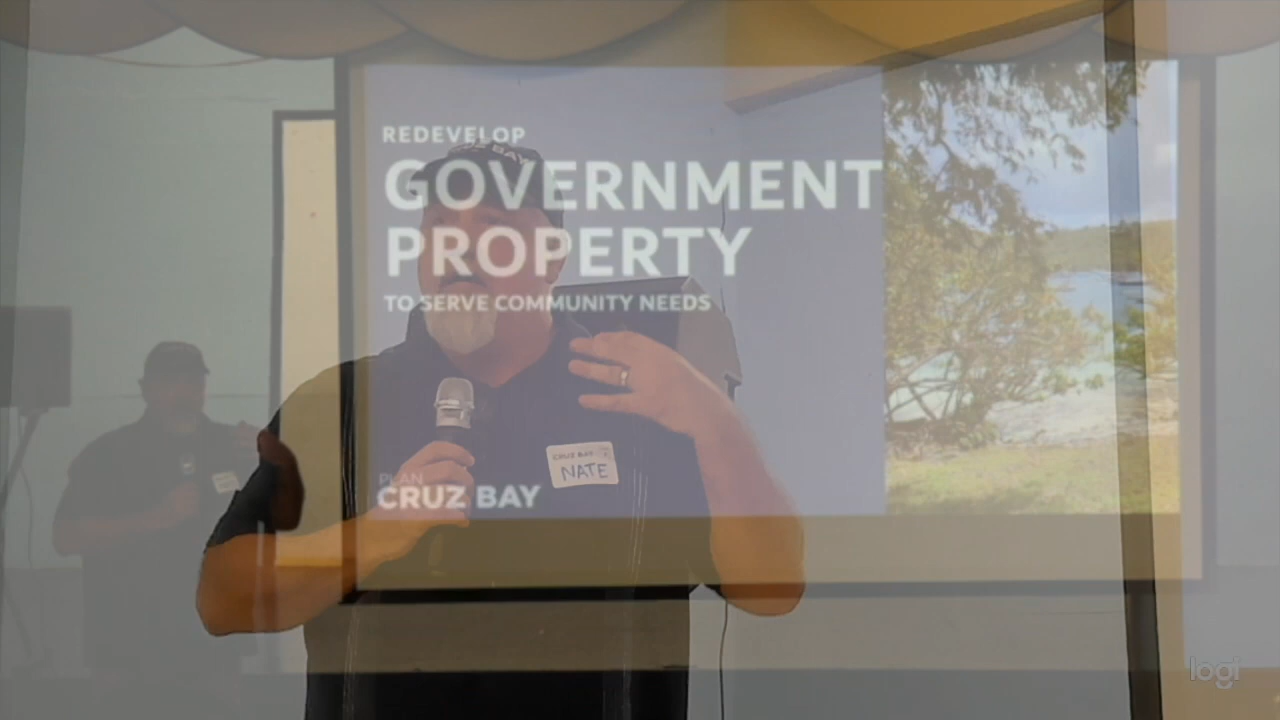 REDEVELOP
GOVERNMENT
PROPERTY
TO SERVE COMMUNITY NEEDS
CRUZ BAY
NATE
PLAN
CRUZ BAY
logi